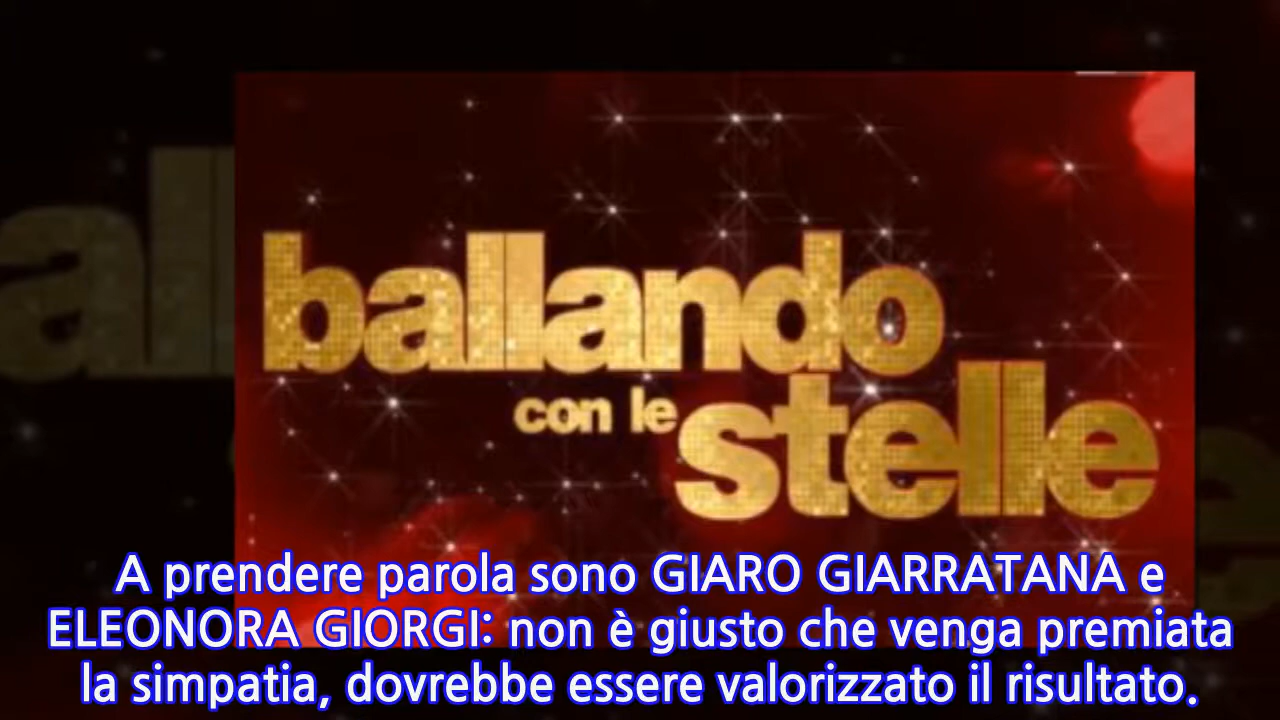 ballando
con le stelle
A prendere parola sono GIARO GIARRATANA e
ELEONORA GIORGI: non è giusto che venga premiata
la simpatia, dovrebbe essere valorizzato il risultato.